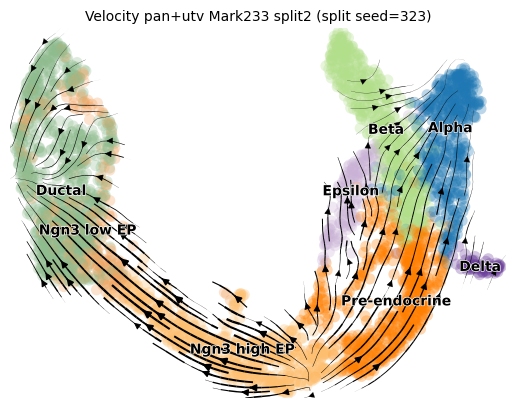 Velocity pan+utv Mark233 split2 (split seed=323)
Beta
Alpha
Ductal
Epsilon
Ngn3 low EP
Delta
Pre-endocrine
Ngn3 high EP